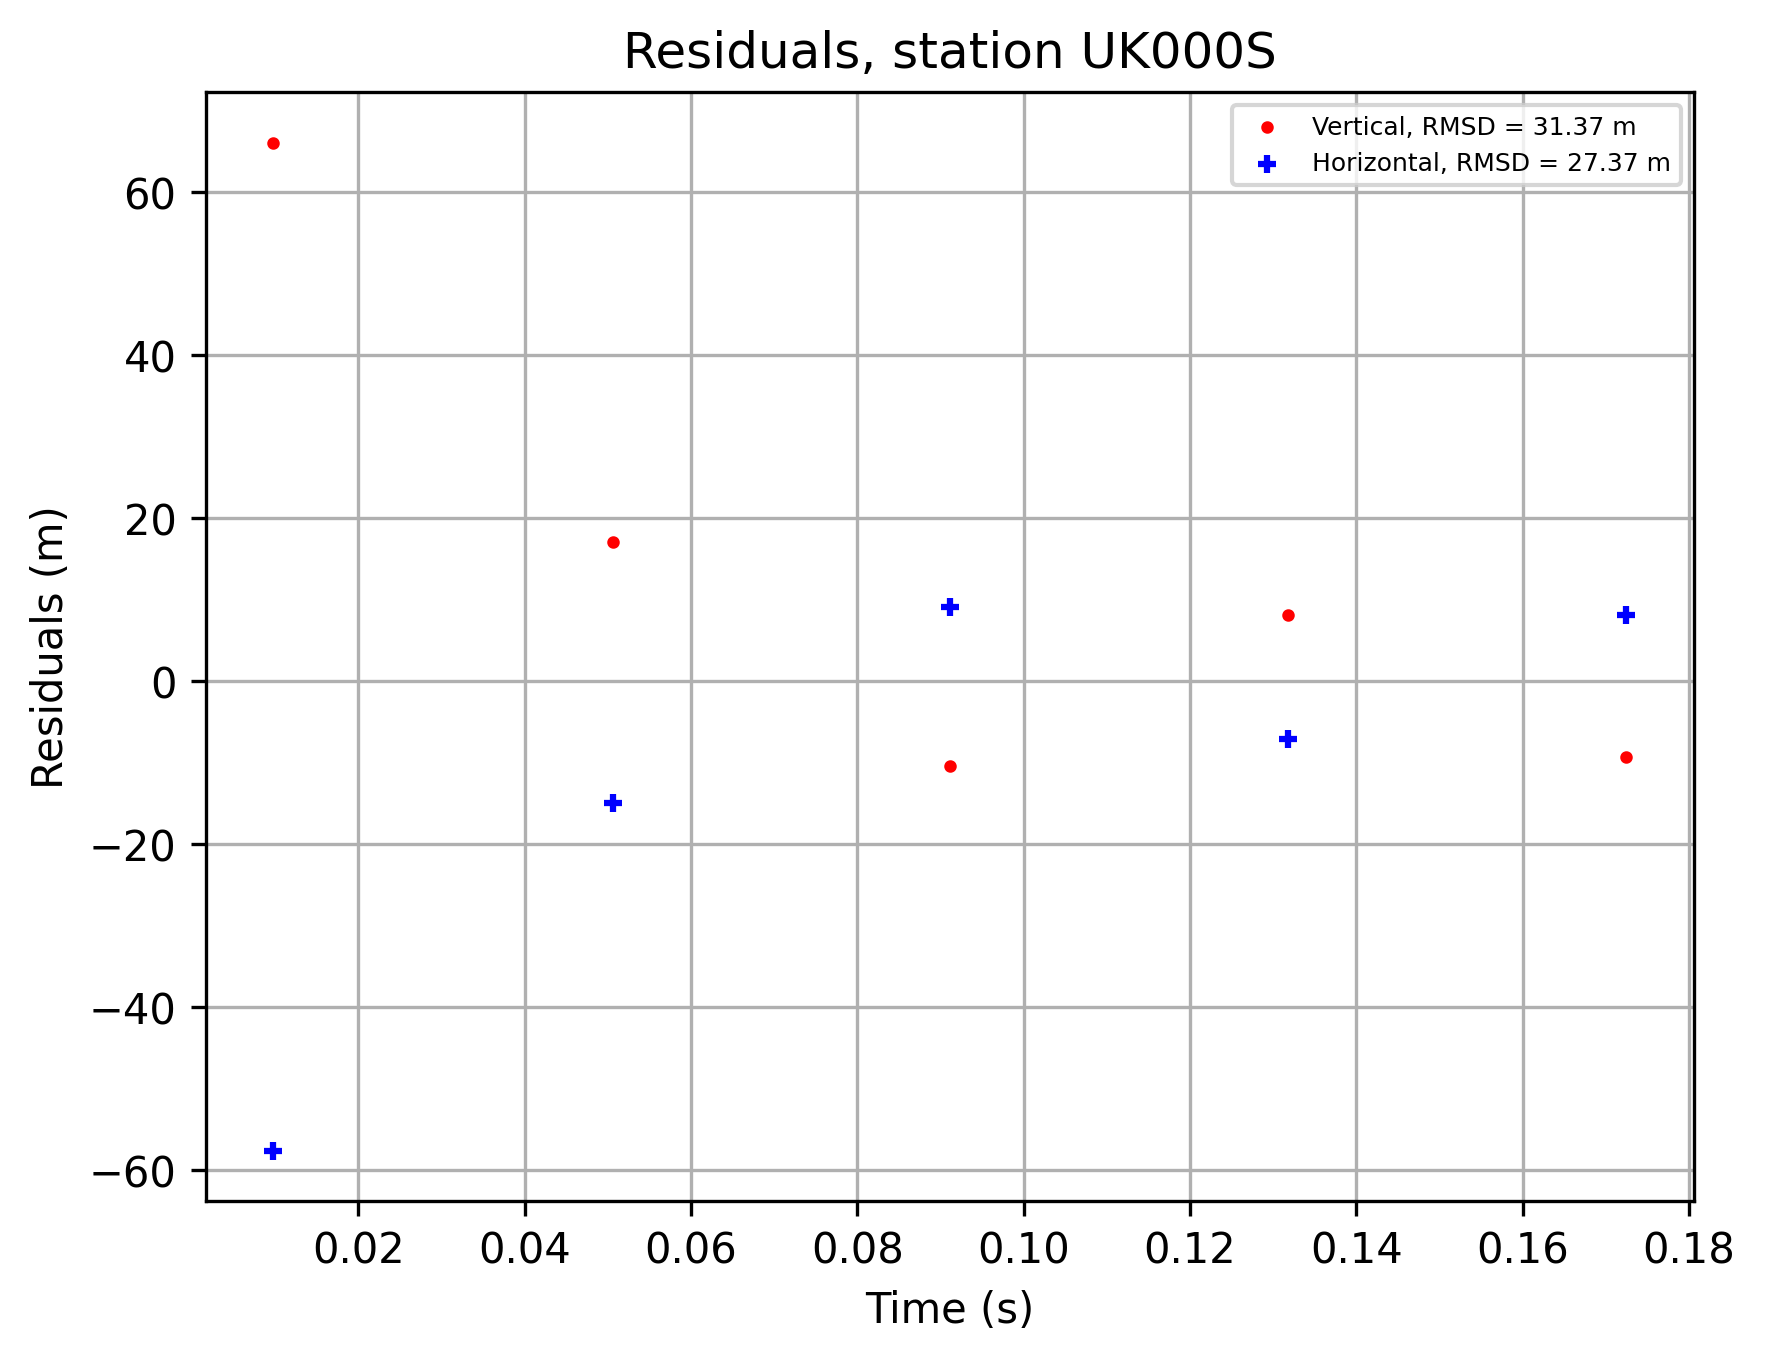 Residuals, station UK000S
Vertical, RMSD = 31.37 m
Horizontal, RMSD = 27.37 m
60
40
20
0
−20
−40
−60
Residuals (m)
0.02 0.04 0.06 0.08 0.10 0.12 0.14 0.16 0.18
Time (s)